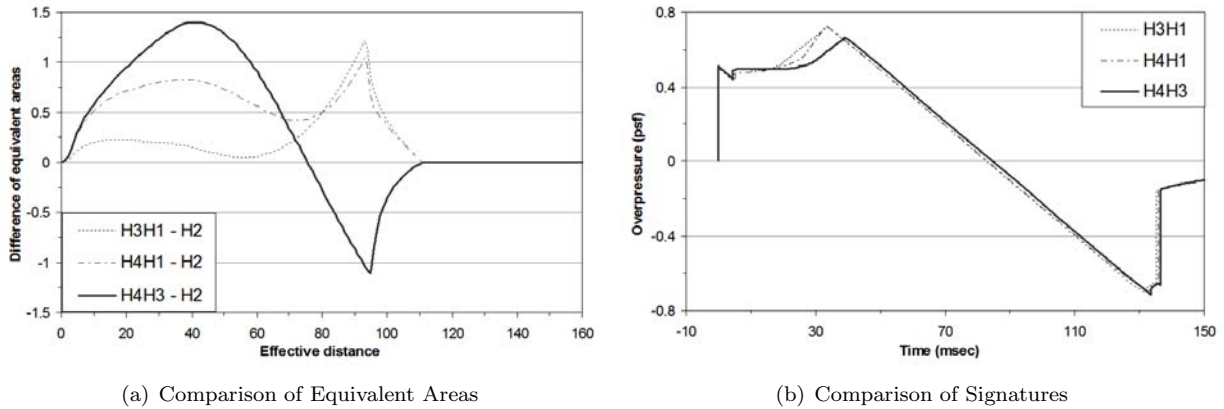 1.5
1
0.5
0
-0.5
-1
-1.5
Difference of equivalent areas
H3H1 - H2
H4H1 - H2
H4H3 - H2
0 20 40 60 80 100 120 140 160
Effective distance
(a) Comparison of Equivalent Areas
0.8
0.4
0
-0.4
-0.8
Overpressure (psf)
H3H1
H4H1
H4H3
-10 30 70 110 150
Time (msec)
(b) Comparison of Signatures